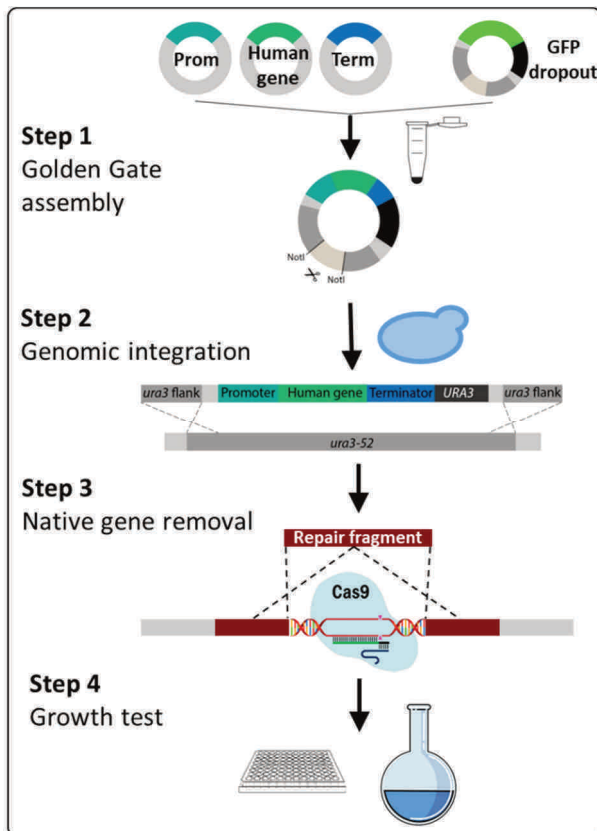 Prom
Human
gene
Term
GFP
dropout
Step 1
Golden Gate
assembly
NotI
NotI
Step 2
Genomic integration
ura3 flank Promoter Human gene Terminator URA3 ura3 flank
ura3-52
Step 3
Native gene removal
Repair fragment
Cas9
Step 4
Growth test